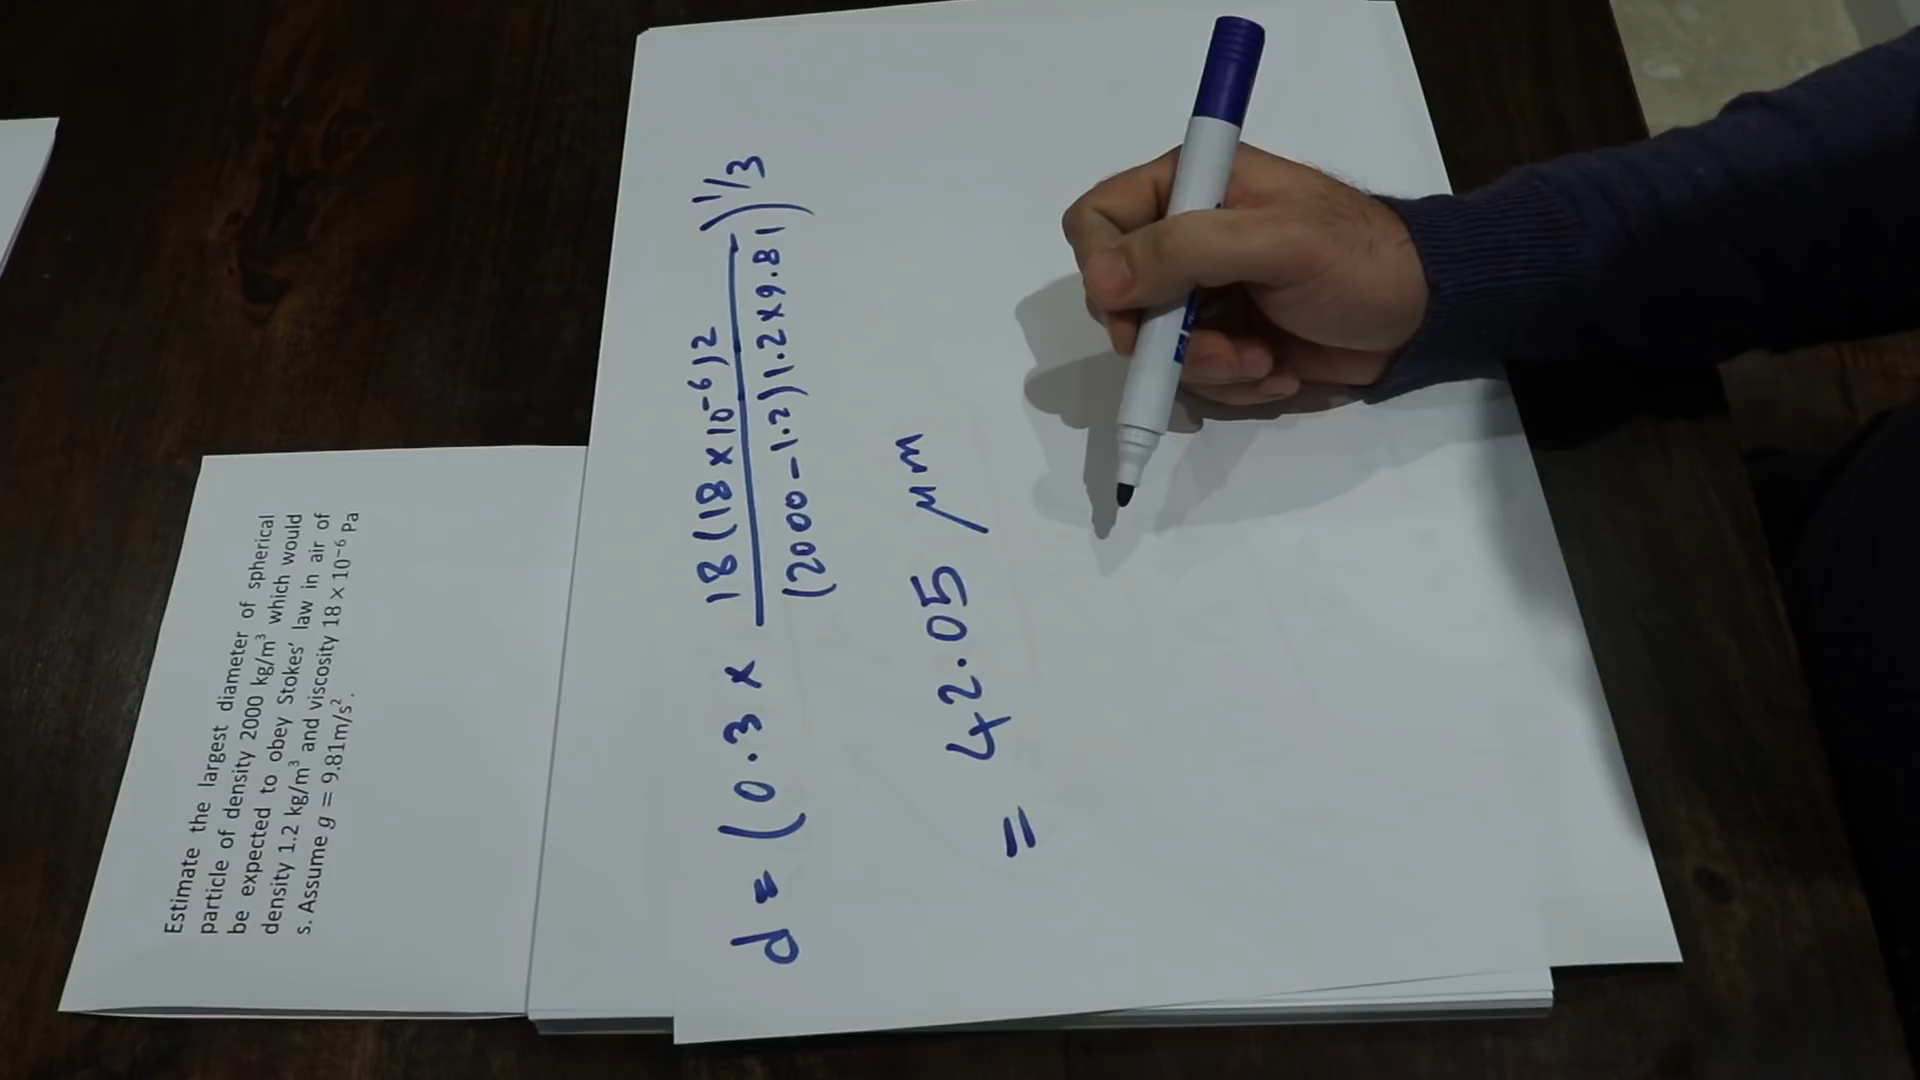 Estimate the largest diameter of spherical
particle of density 2000 kg/m³ which would
be expected to obey Stokes' law in air of
density 1.2 kg/m³ and viscosity 18 × 10⁻⁶ Pa
s. Assume g = 9.81m/s².
d = (0.3 × 18(18 × 10⁻⁶)2 / (2000 - 1.2)1.2 × 9.81)^1/3
= 42.05 μm